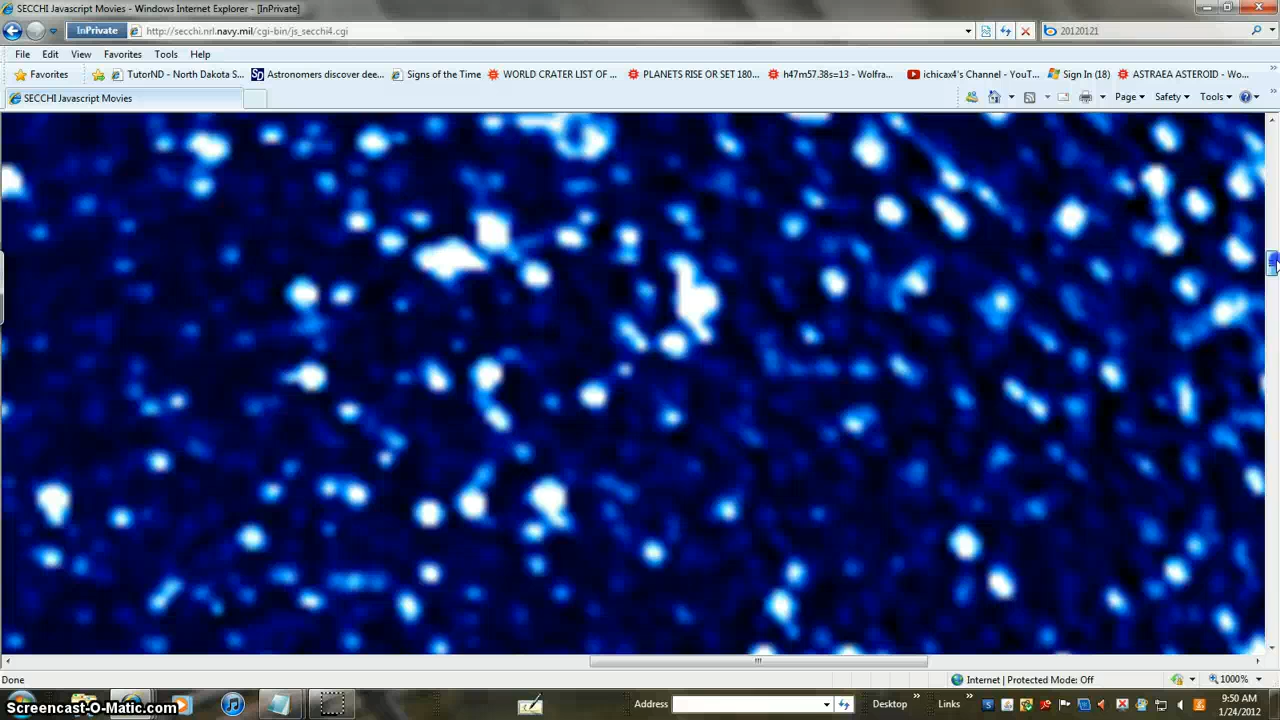 SECCHI Javascript Movies - Windows Internet Explorer - [InPrivate]
InPrivate http://secchi.nrl.navy.mil/cgi-bin/js_secchi4.cgi 20120121
File Edit View Favorites Tools Help
Favorites TutorND - North Dakota S... SD Astronomers discover dee... Signs of the Time WORLD CRATER LIST OF ... PLANETS RISE OR SET 180... h47m57.38s=13 - Wolfra... ichicax4's Channel - YouT... Sign In (18) ASTRAEA ASTEROID - Wo...
SECCHI Javascript Movies Page Safety Tools
Done Internet | Protected Mode: Off 1000%
Screencast-O-Matic.com Address Desktop Links 9:50 AM
1/24/2012